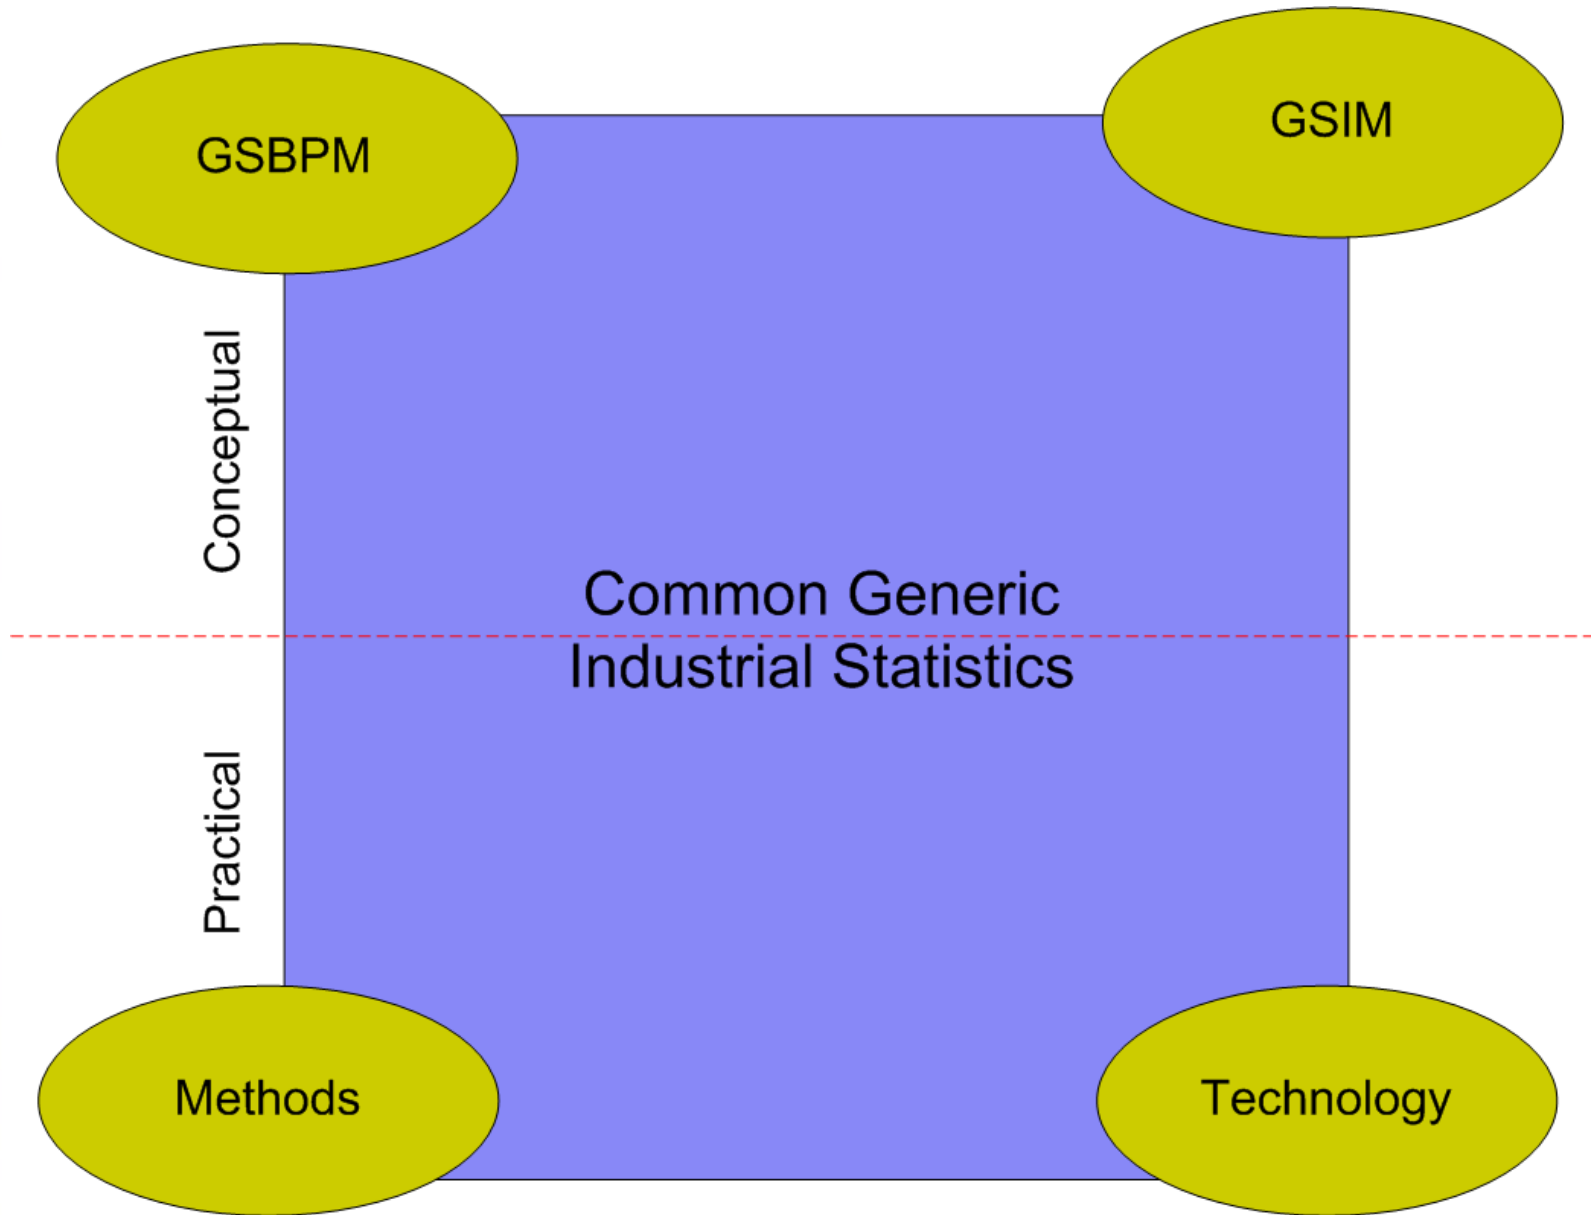 GSBPM
GSIM
Conceptual
Common Generic
Industrial Statistics
Practical
Methods
Technology